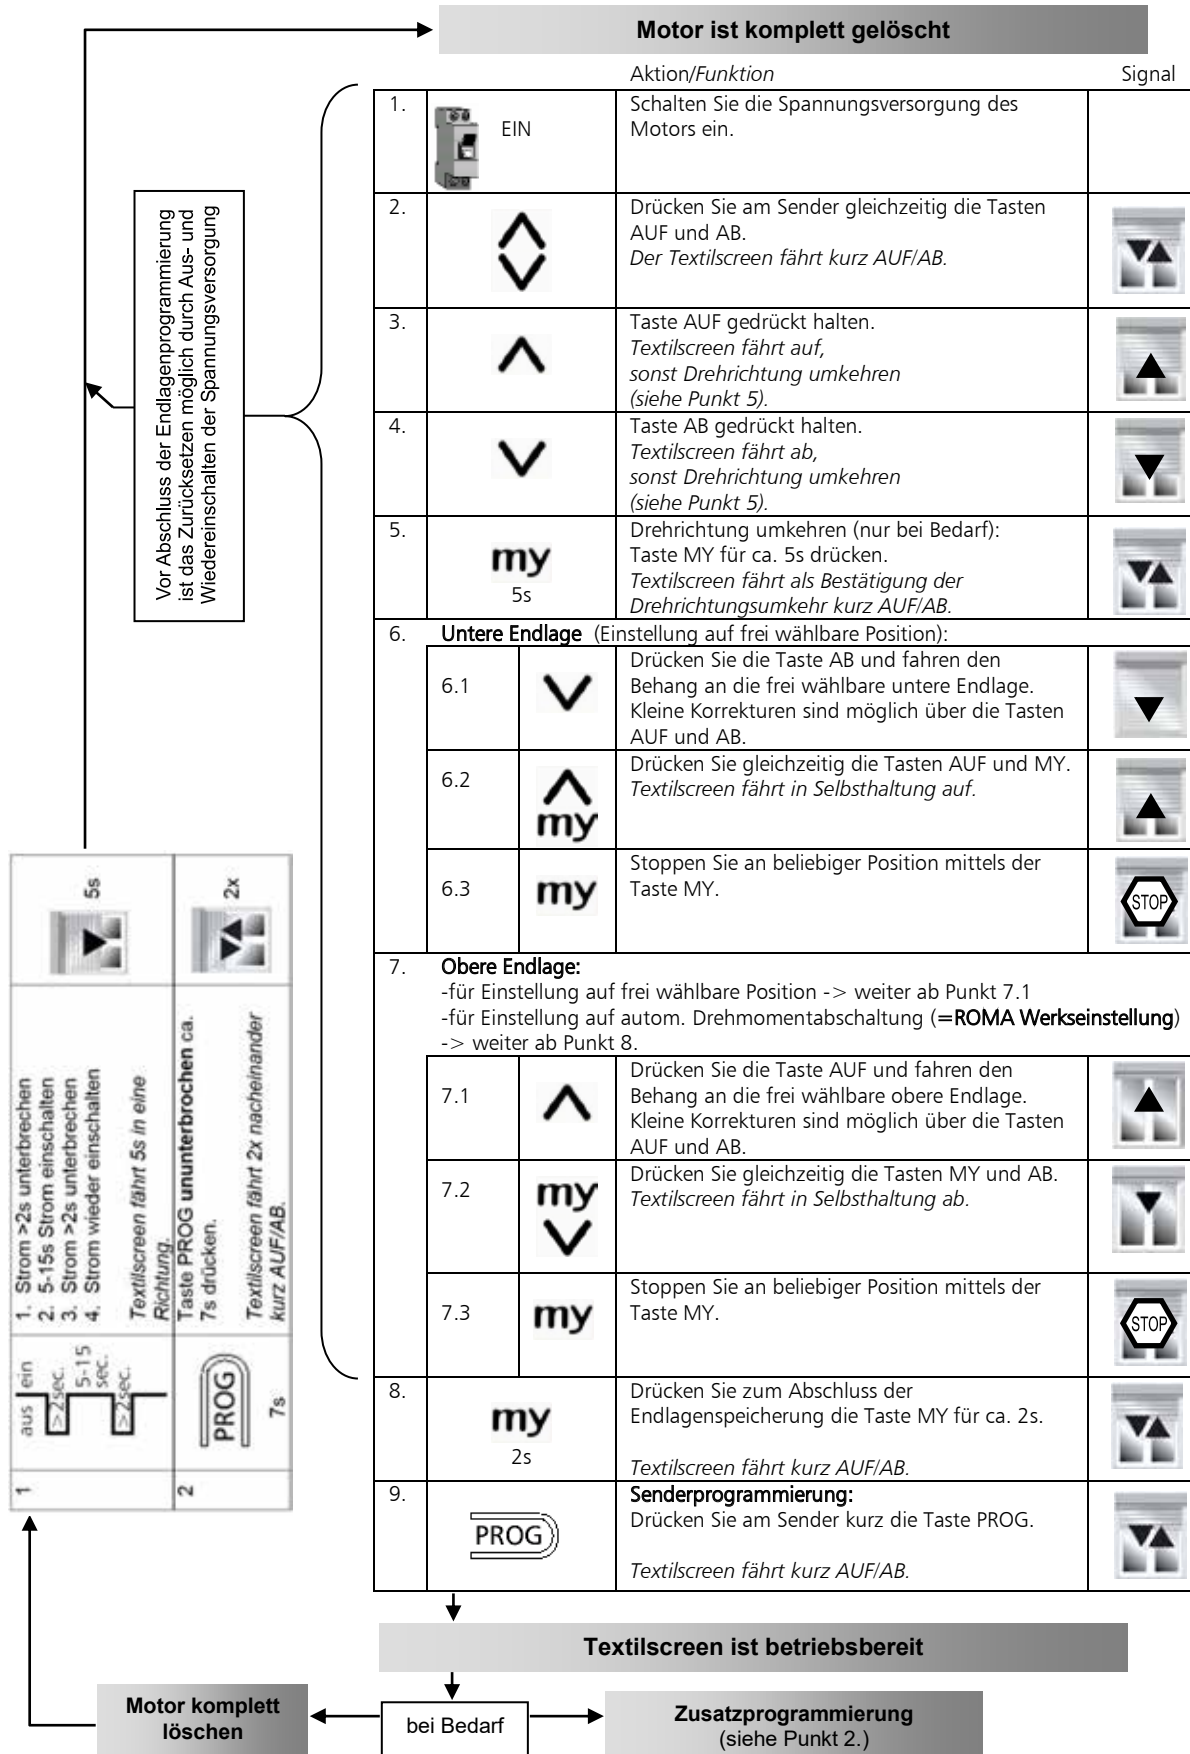 Motor ist komplett gelöscht
Aktion/Funktion Signal
1. EIN Schalten Sie die Spannungsversorgung des
Motors ein.
2. Drücken Sie am Sender gleichzeitig die Tasten
AUF und AB.
Der Textilscreen fährt kurz AUF/AB.
3. Taste AUF gedrückt halten.
Textilscreen fährt auf,
sonst Drehrichtung umkehren
(siehe Punkt 5).
4. Taste AB gedrückt halten.
Textilscreen fährt ab,
sonst Drehrichtung umkehren
(siehe Punkt 5).
5. my 5s Drehrichtung umkehren (nur bei Bedarf):
Taste MY für ca. 5s drücken.
Textilscreen fährt als Bestätigung der
Drehrichtungsumkehr kurz AUF/AB.
6. Untere Endlage (Einstellung auf frei wählbare Position):
6.1 Drücken Sie die Taste AB und fahren den
Behang an die frei wählbare untere Endlage.
Kleine Korrekturen sind möglich über die Tasten
AUF und AB.
6.2 my Drücken Sie gleichzeitig die Tasten AUF und MY.
Textilscreen fährt in Selbsthaltung auf.
6.3 my Stoppen Sie an beliebiger Position mittels der
Taste MY.
STOP
7. Obere Endlage:
-für Einstellung auf frei wählbare Position -> weiter ab Punkt 7.1
-für Einstellung auf autom. Drehmomentabschaltung (=ROMA Werkseinstellung)
-> weiter ab Punkt 8.
7.1 Drücken Sie die Taste AUF und fahren den
Behang an die frei wählbare obere Endlage.
Kleine Korrekturen sind möglich über die Tasten
AUF und AB.
7.2 my Drücken Sie gleichzeitig die Tasten MY und AB.
Textilscreen fährt in Selbsthaltung ab.
7.3 my Stoppen Sie an beliebiger Position mittels der
Taste MY.
STOP
8. my 2s Drücken Sie zum Abschluss der
Endlagenspeicherung die Taste MY für ca. 2s.
Textilscreen fährt kurz AUF/AB.
9. PROG Senderprogrammierung:
Drücken Sie am Sender kurz die Taste PROG.
Textilscreen fährt kurz AUF/AB.
Textilscreen ist betriebsbereit
bei Bedarf
Zusatzprogrammierung
(siehe Punkt 2.)
Motor komplett
löschen
Vor Abschluss der Endlagenprogrammierung
ist das Zurücksetzen möglich durch Aus- und
Wiedereinschalten der Spannungsversorgung
1
aus ein
>2sec.
5-15
sec.
>2sec.
1. Strom >2s unterbrechen
2. 5-15s Strom einschalten
3. Strom >2s unterbrechen
4. Strom wieder einschalten
Textilscreen fährt 5s in eine
Richtung.
5s
2
PROG
7s
Taste PROG ununterbrochen ca.
7s drücken.
Textilscreen fährt 2x nacheinander
kurz AUF/AB.
2x